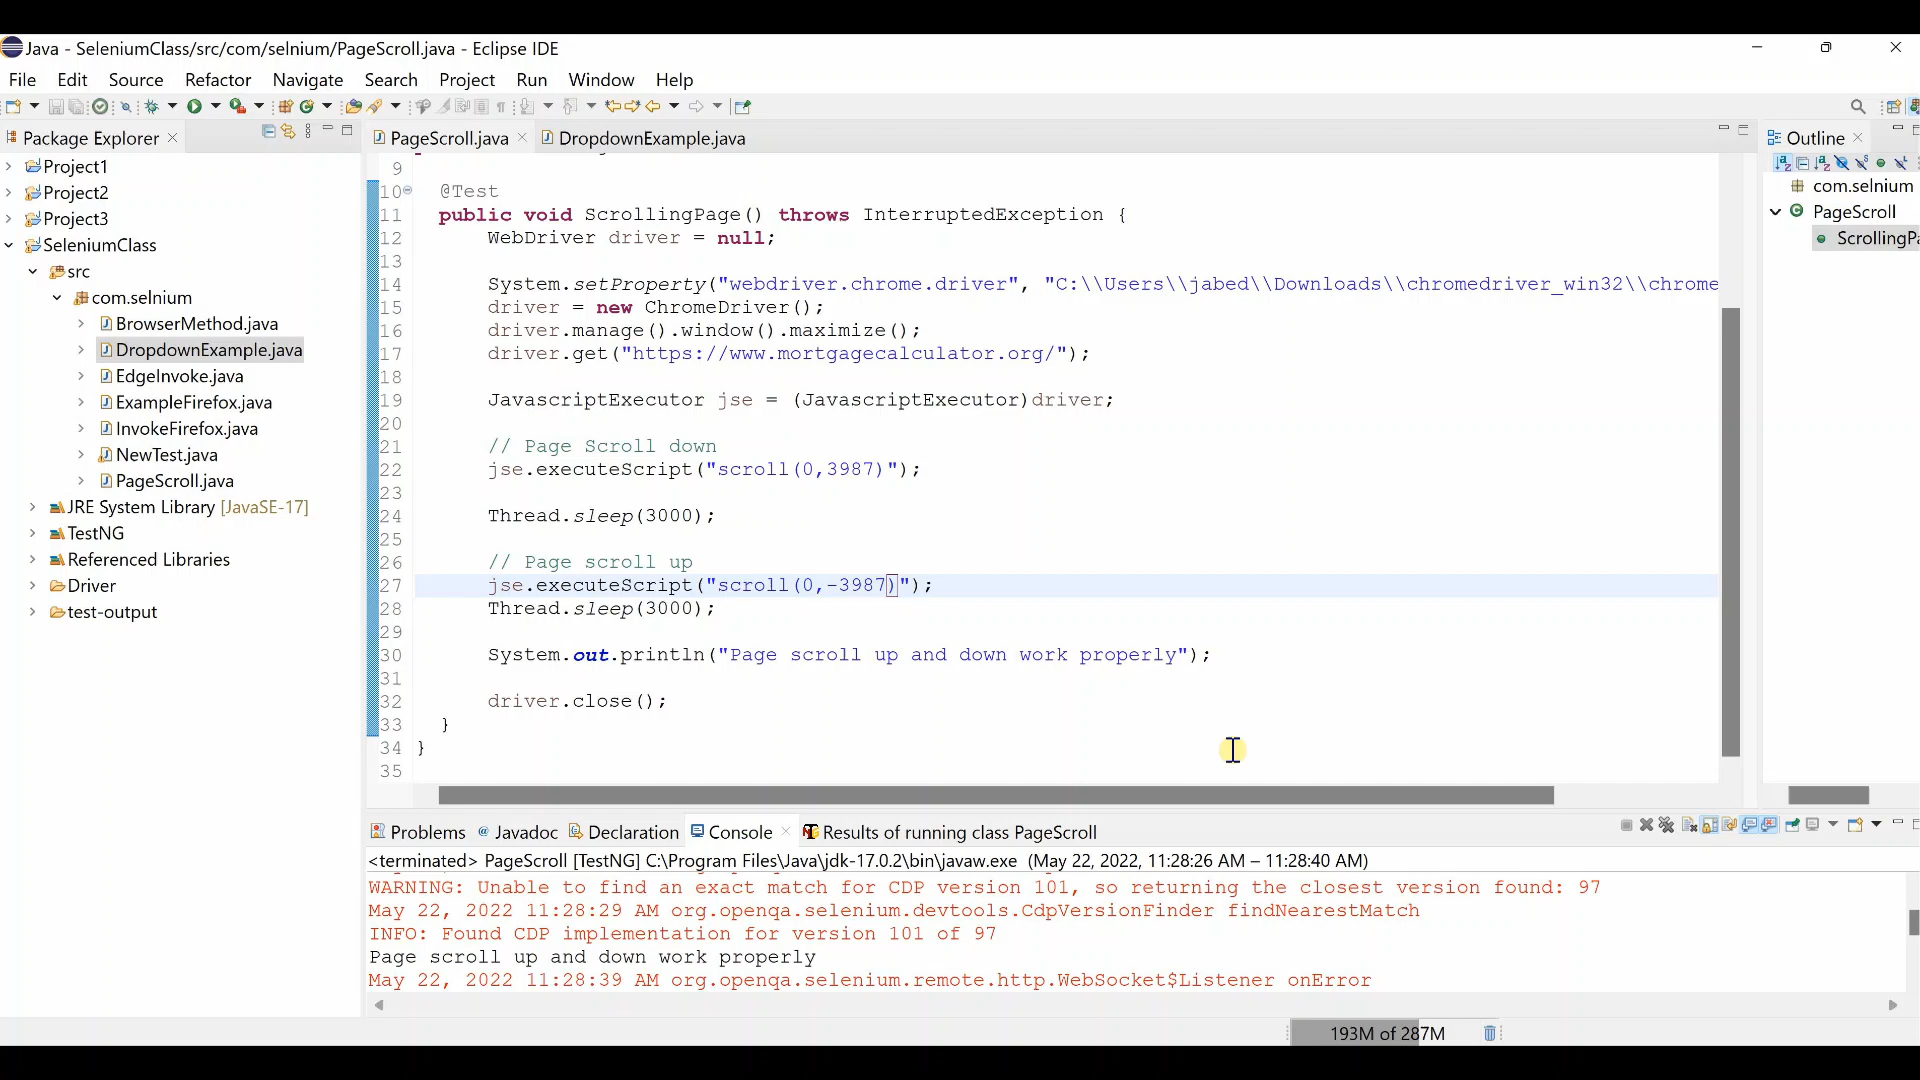 Java - SeleniumClass/src/com/selnium/PageScroll.java - Eclipse IDE
File Edit Source Refactor Navigate Search Project Run Window Help
Package Explorer
Project1
Project2
Project3
SeleniumClass
src
com.selnium
BrowserMethod.java
DropdownExample.java
EdgeInvoke.java
ExampleFirefox.java
InvokeFirefox.java
NewTest.java
PageScroll.java
JRE System Library [JavaSE-17]
TestNG
Referenced Libraries
Driver
test-output
PageScroll.java DropdownExample.java
9
10 @Test
11 public void ScrollingPage() throws InterruptedException {
12 WebDriver driver = null;
13
14 System.setProperty("webdriver.chrome.driver", "C:\\Users\\jabed\\Downloads\\chromedriver_win32\\chrome
15 driver = new ChromeDriver();
16 driver.manage().window().maximize();
17 driver.get("https://www.mortgagecalculator.org/");
18
19 JavascriptExecutor jse = (JavascriptExecutor)driver;
20
21 // Page Scroll down
22 jse.executeScript("scroll(0,3987)");
23
24 Thread.sleep(3000);
25
26 // Page scroll up
27 jse.executeScript("scroll(0,-3987)");
28 Thread.sleep(3000);
29
30 System.out.println("Page scroll up and down work properly");
31
32 driver.close();
33 }
34 }
35
Outline
com.selnium
PageScroll
ScrollingPa
Problems @ Javadoc Declaration Console Results of running class PageScroll
<terminated> PageScroll [TestNG] C:\Program Files\Java\jdk-17.0.2\bin\javaw.exe (May 22, 2022, 11:28:26 AM – 11:28:40 AM)
WARNING: Unable to find an exact match for CDP version 101, so returning the closest version found: 97
May 22, 2022 11:28:29 AM org.openqa.selenium.devtools.CdpVersionFinder findNearestMatch
INFO: Found CDP implementation for version 101 of 97
Page scroll up and down work properly
May 22, 2022 11:28:39 AM org.openqa.selenium.remote.http.WebSocket$Listener onError
193M of 287M